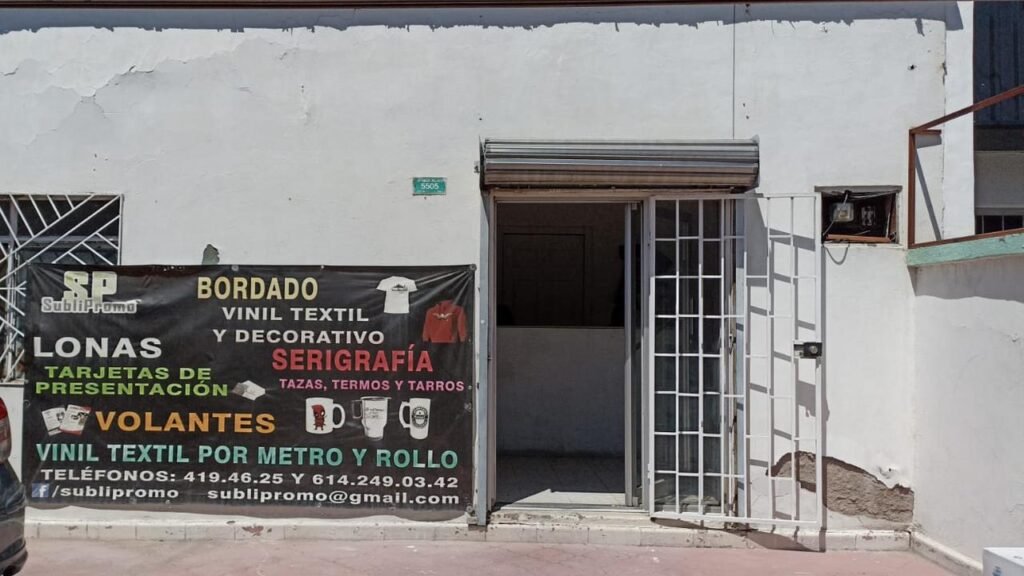 5505
SP
SubliPromo
BORDADO
VINIL TEXTIL
Y DECORATIVO
LONAS
SERIGRAFÍA
TARJETAS DE
PRESENTACIÓN
TAZAS, TERMOS Y TARROS
VOLANTES
VINIL TEXTIL POR METRO Y ROLLO
TELÉFONOS: 419.46.25 Y 614.249.03.42
f/sublipromo sublipromo@gmail.com